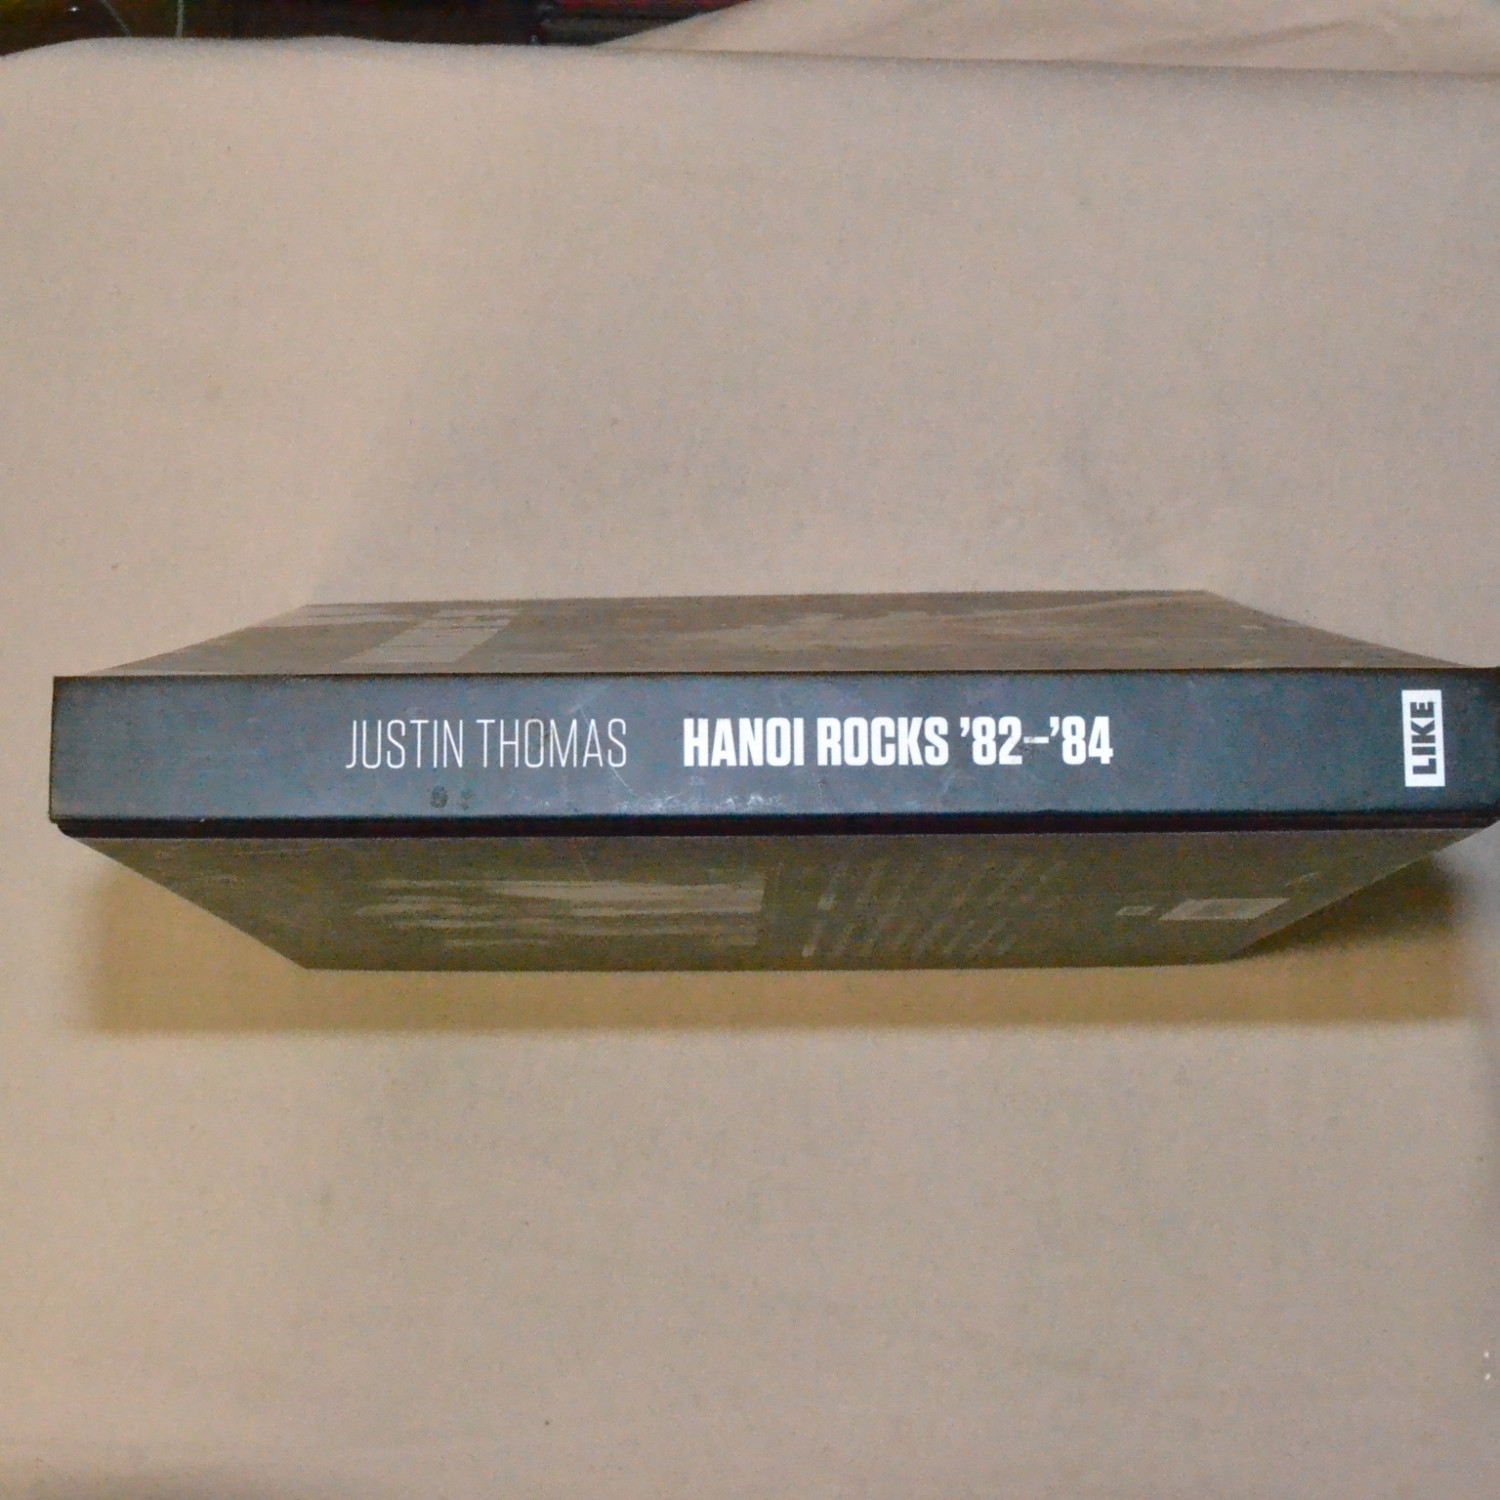 JUSTIN THOMAS HANOI ROCKS ’82–’84
LIKE